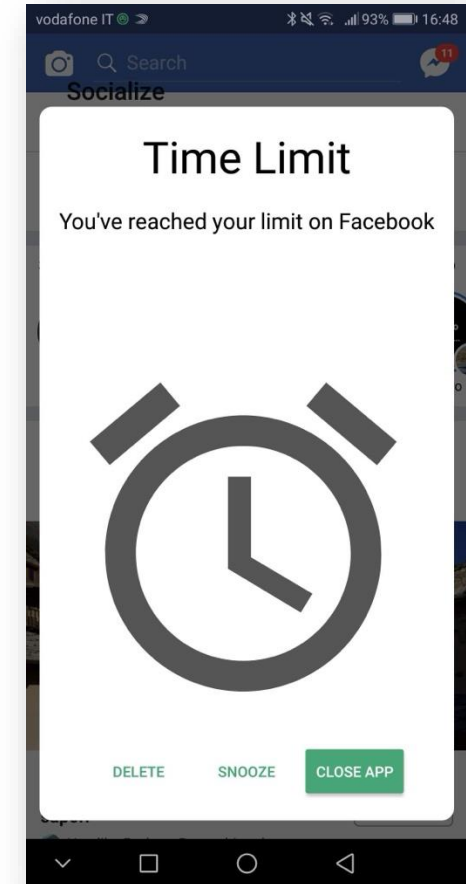 vodafone IT 93% 16:48
Search 11
Socialize
Time Limit
You've reached your limit on Facebook
DELETE SNOOZE CLOSE APP